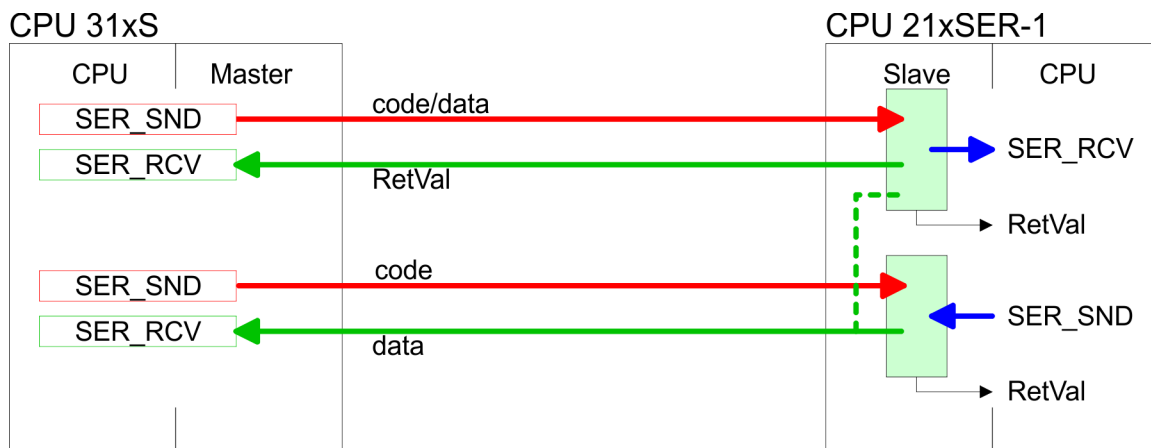 CPU 31xS
CPU 21xSER-1
CPU Master
Slave CPU
SER_SND
code/data
SER_RCV
SER_RCV
RetVal
RetVal
SER_SND
code
SER_SND
SER_RCV
data
RetVal